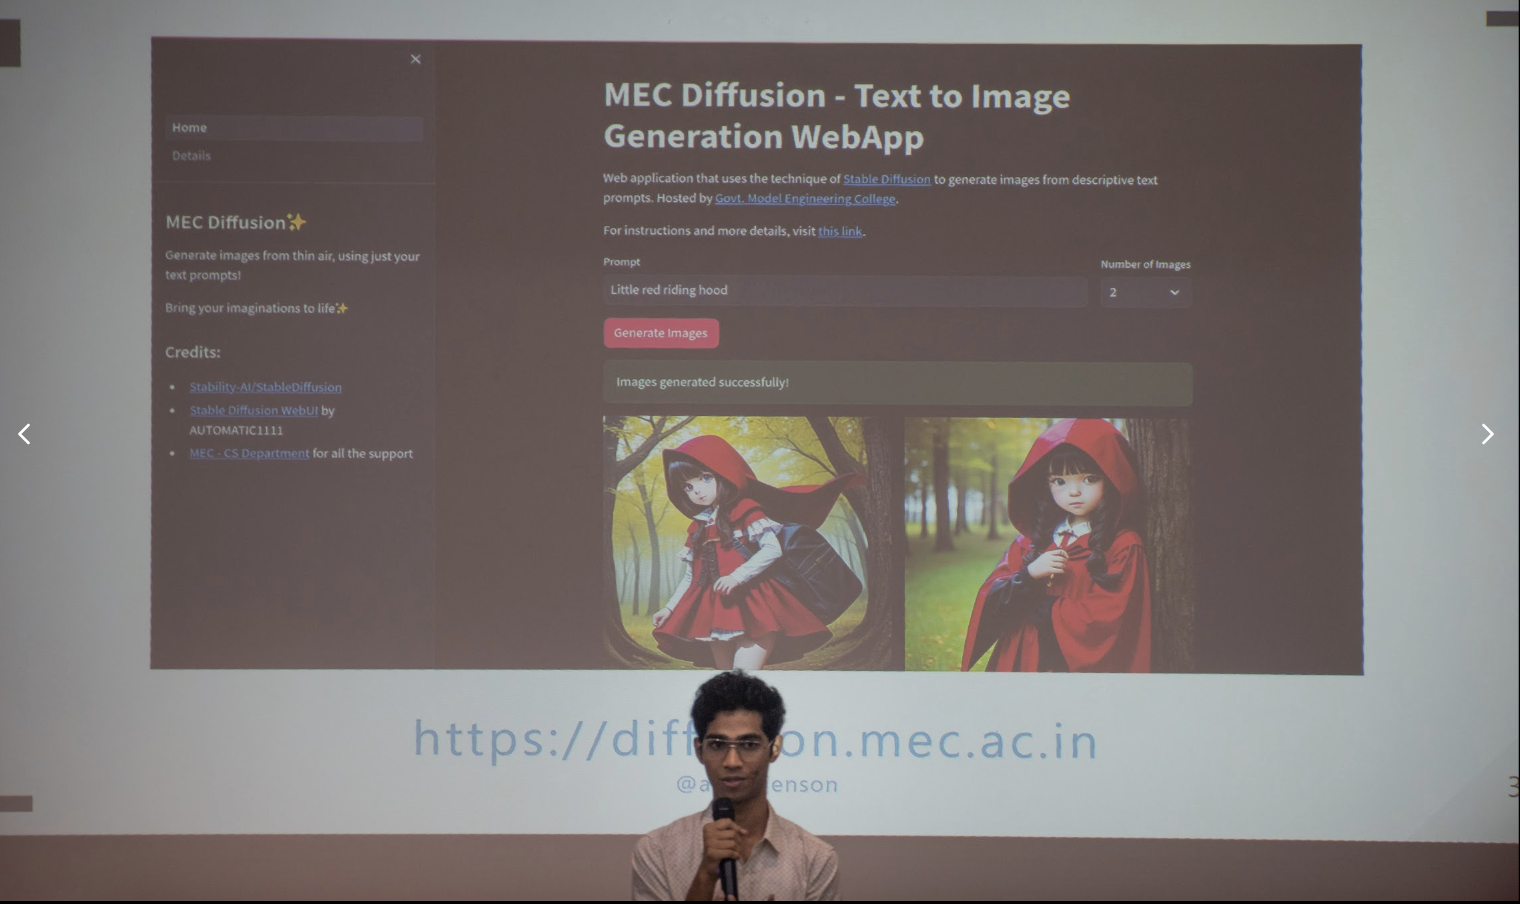 Home
Details
MEC Diffusion✨
Generate images from thin air, using just your
text prompts!
Bring your imaginations to life✨
Credits:
Stability-AI/StableDiffusion
Stable Diffusion WebUI by
AUTOMATIC1111
MEC - CS Department for all the support
MEC Diffusion - Text to Image
Generation WebApp
Web application that uses the technique of Stable Diffusion to generate images from descriptive text
prompts. Hosted by Govt. Model Engineering College.
For instructions and more details, visit this link.
Prompt
Number of Images
Little red riding hood
2
Generate Images
Images generated successfully!
https://diff on.mec.ac.in
@a enson
3